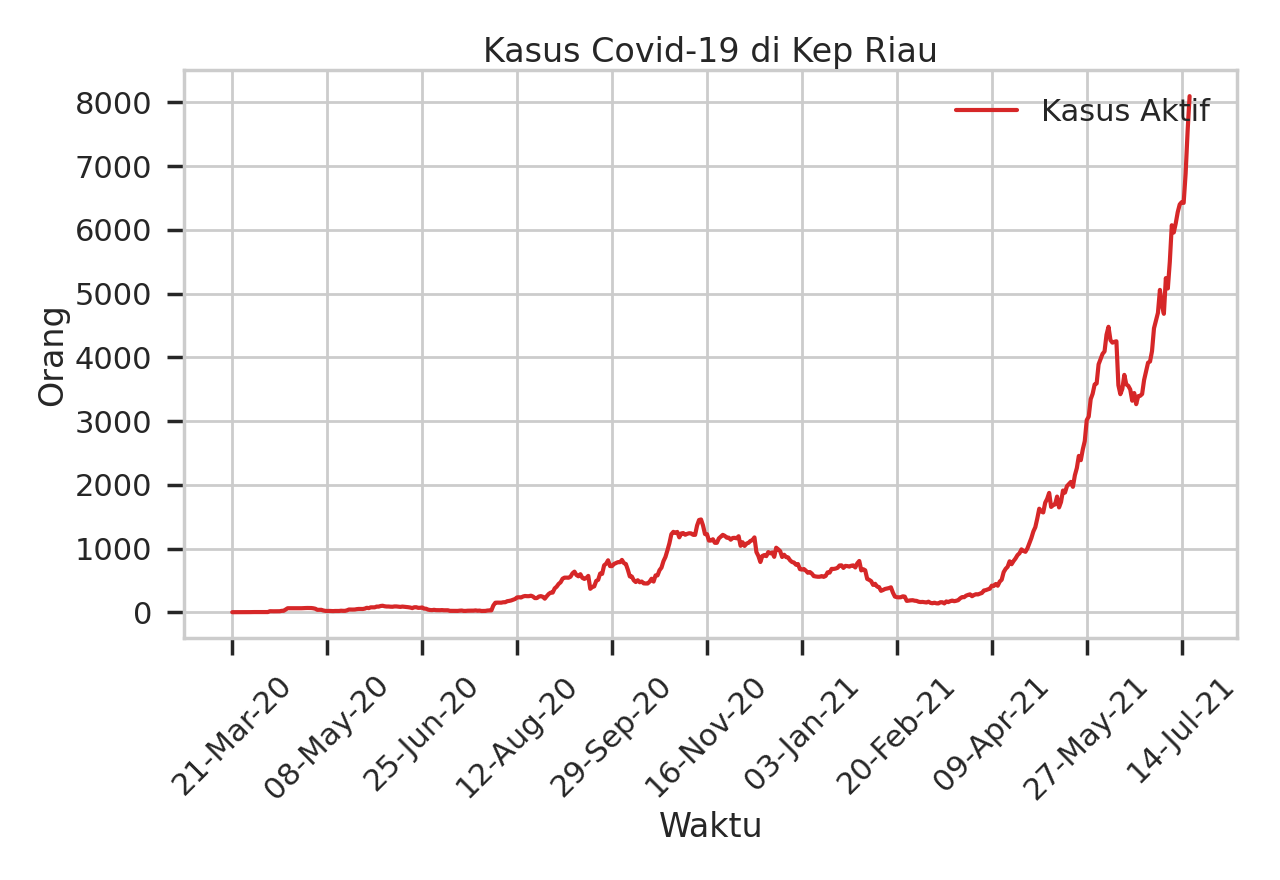 Kasus Covid-19 di Kep Riau
Kasus Aktif
8000
7000
6000
5000
4000
3000
2000
1000
0
Orang
21-Mar-20
08-May-20
25-Jun-20
12-Aug-20
29-Sep-20
16-Nov-20
03-Jan-21
20-Feb-21
09-Apr-21
27-May-21
14-Jul-21
Waktu